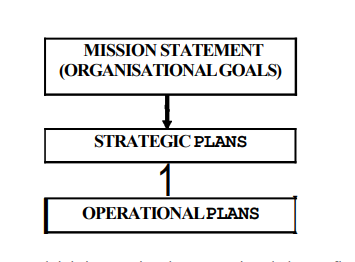 MISSION STATEMENT
(ORGANISATIONAL GOALS)
STRATEGIC PLANS
OPERATIONAL PLANS